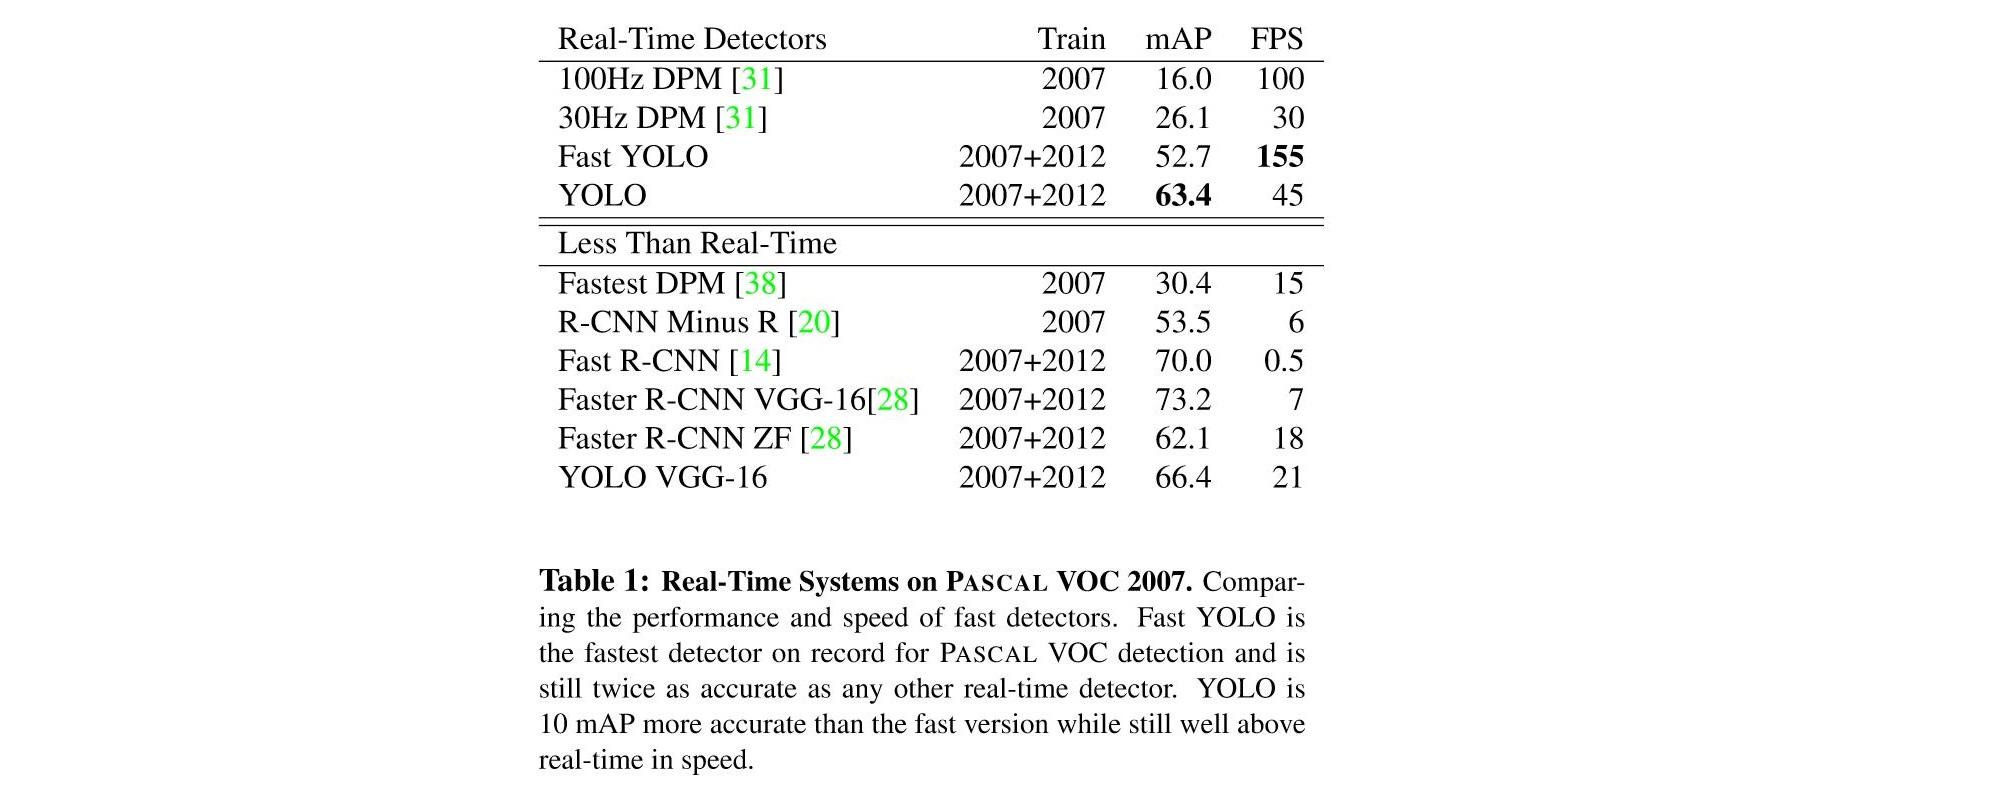 Real-Time Detectors Train mAP FPS
100Hz DPM [31] 2007 16.0 100
30Hz DPM [31] 2007 26.1 30
Fast YOLO 2007+2012 52.7 155
YOLO 2007+2012 63.4 45
Less Than Real-Time
Fastest DPM [38] 2007 30.4 15
R-CNN Minus R [20] 2007 53.5 6
Fast R-CNN [14] 2007+2012 70.0 0.5
Faster R-CNN VGG-16[28] 2007+2012 73.2 7
Faster R-CNN ZF [28] 2007+2012 62.1 18
YOLO VGG-16 2007+2012 66.4 21
Table 1: Real-Time Systems on PASCAL VOC 2007. Compar-
ing the performance and speed of fast detectors. Fast YOLO is
the fastest detector on record for PASCAL VOC detection and is
still twice as accurate as any other real-time detector. YOLO is
10 mAP more accurate than the fast version while still well above
real-time in speed.